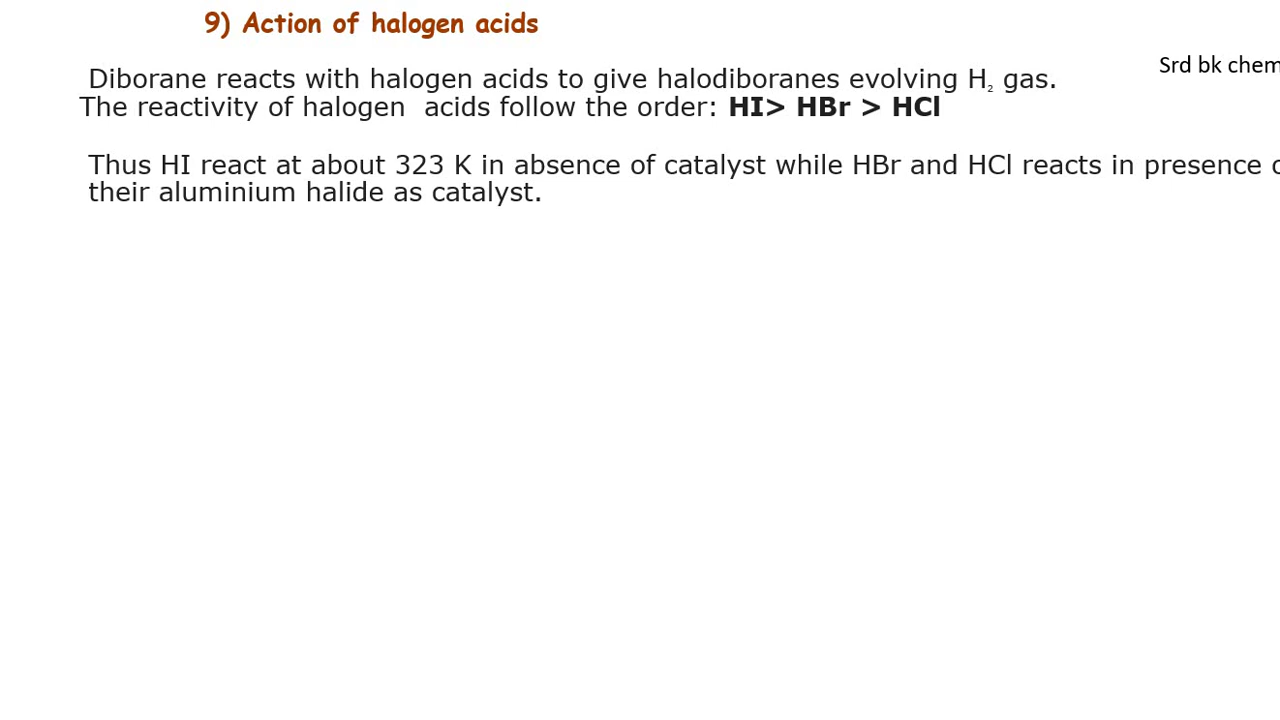 9) Action of halogen acids
Srd bk chem
Diborane reacts with halogen acids to give halodiboranes evolving H₂ gas.
The reactivity of halogen  acids follow the order: HI> HBr > HCl
Thus HI react at about 323 K in absence of catalyst while HBr and HCl reacts in presence
their aluminium halide as catalyst.